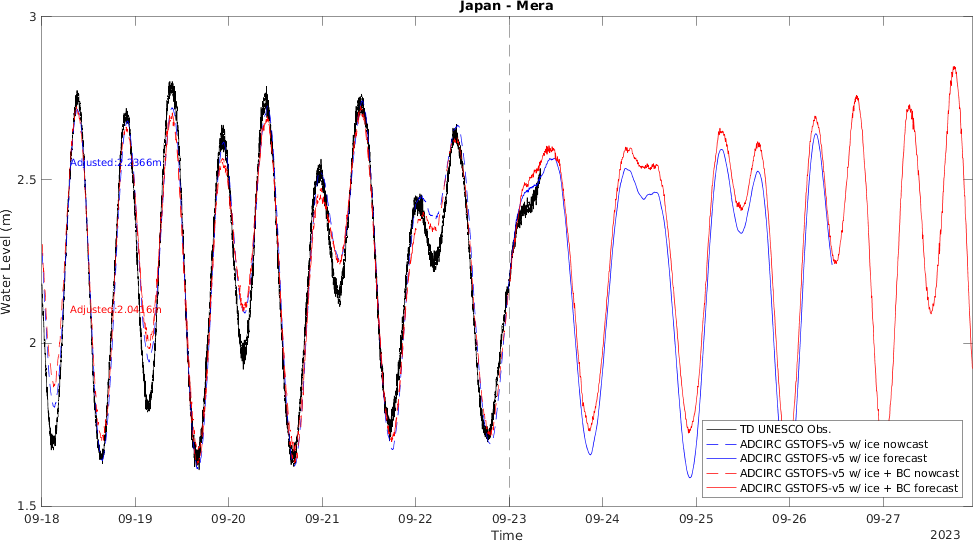 Japan - Mera
3
2.5
2
1.5
Water Level (m)
Adjusted:2.2366m
Adjusted:2.0416m
TD UNESCO Obs.
ADCIRC GSTOFS-v5 w/ ice nowcast
ADCIRC GSTOFS-v5 w/ ice forecast
ADCIRC GSTOFS-v5 w/ ice + BC nowcast
ADCIRC GSTOFS-v5 w/ ice + BC forecast
09-18 09-19 09-20 09-21 09-22 09-23 09-24 09-25 09-26 09-27
Time
2023